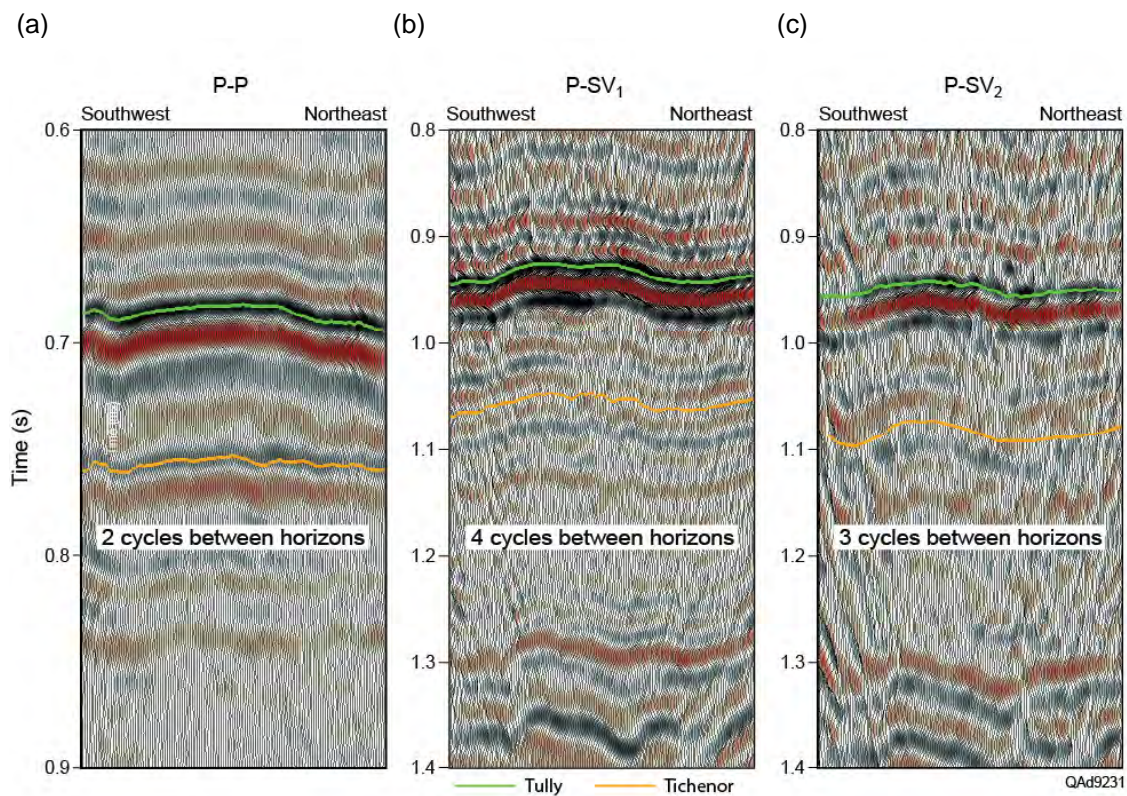 (a)
(b)
(c)
P-P
P-SV1
P-SV2
Southwest Northeast
Southwest Northeast
Southwest Northeast
Time (s)
0.6
0.7
0.8
0.9
0.8
0.9
1.0
1.1
1.2
1.3
1.4
0.8
0.9
1.0
1.1
1.2
1.3
1.4
2 cycles between horizons
4 cycles between horizons
3 cycles between horizons
Tully Tichenor
QAd9231